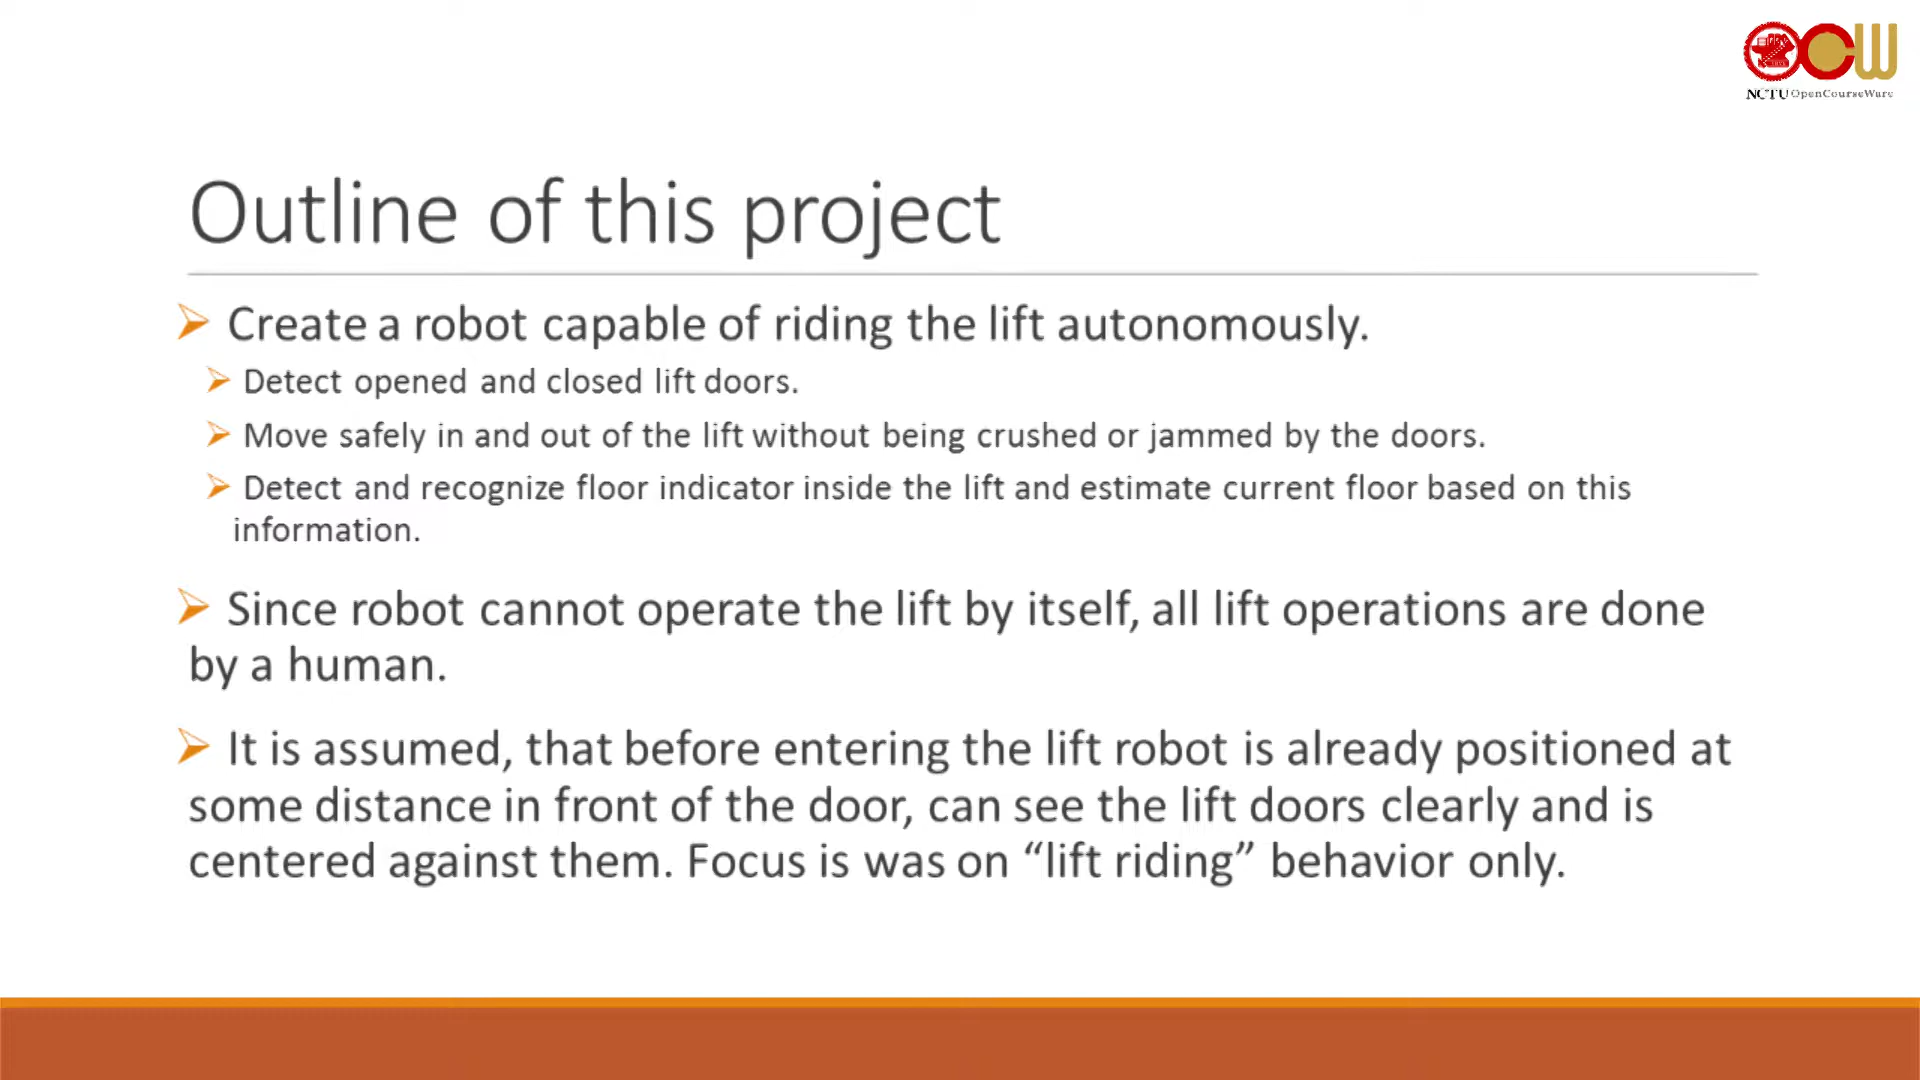 OCW
NCTU OpenCourseWare
Outline of this project
Create a robot capable of riding the lift autonomously.
Detect opened and closed lift doors.
Move safely in and out of the lift without being crushed or jammed by the doors.
Detect and recognize floor indicator inside the lift and estimate current floor based on this
information.
Since robot cannot operate the lift by itself, all lift operations are done
by a human.
It is assumed, that before entering the lift robot is already positioned at
some distance in front of the door, can see the lift doors clearly and is
centered against them. Focus is was on “lift riding” behavior only.